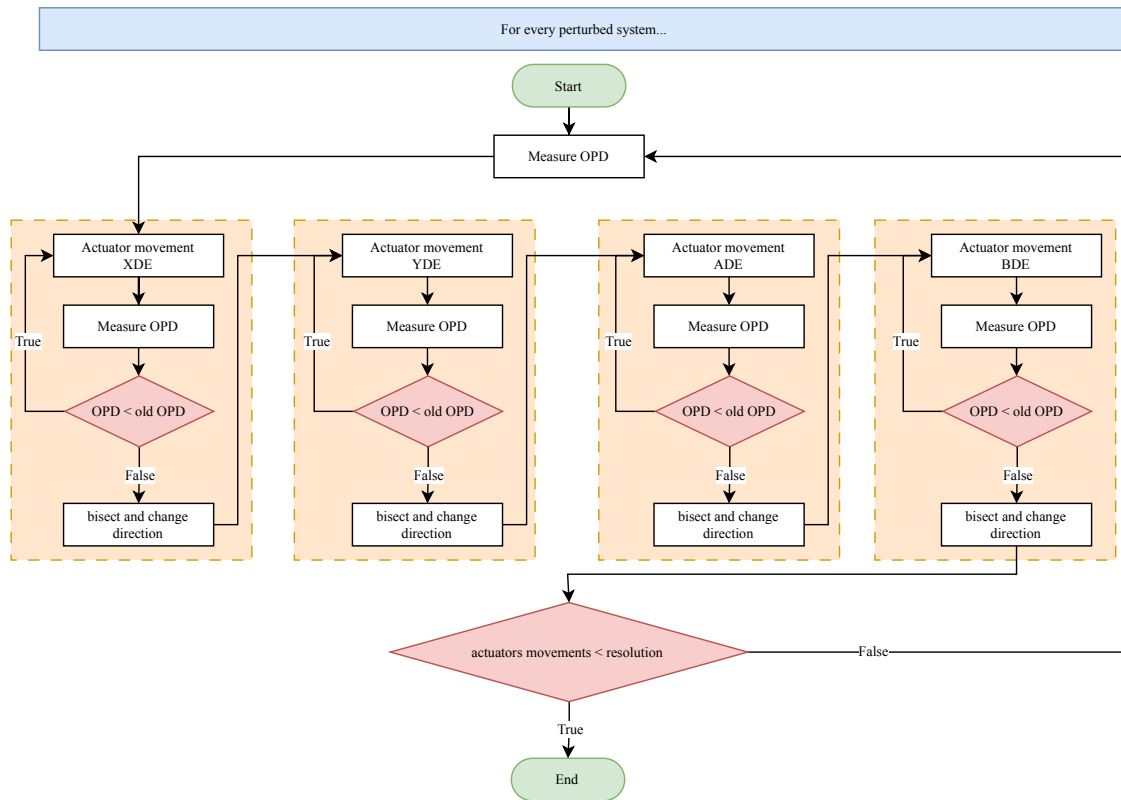 For every perturbed system...
Start
Measure OPD
Actuator movement
XDE
Measure OPD
True
OPD < old OPD
False
bisect and change
direction
Actuator movement
YDE
Measure OPD
True
OPD < old OPD
False
bisect and change
direction
Actuator movement
ADE
Measure OPD
True
OPD < old OPD
False
bisect and change
direction
Actuator movement
BDE
Measure OPD
True
OPD < old OPD
False
bisect and change
direction
actuators movements < resolution
False
True
End